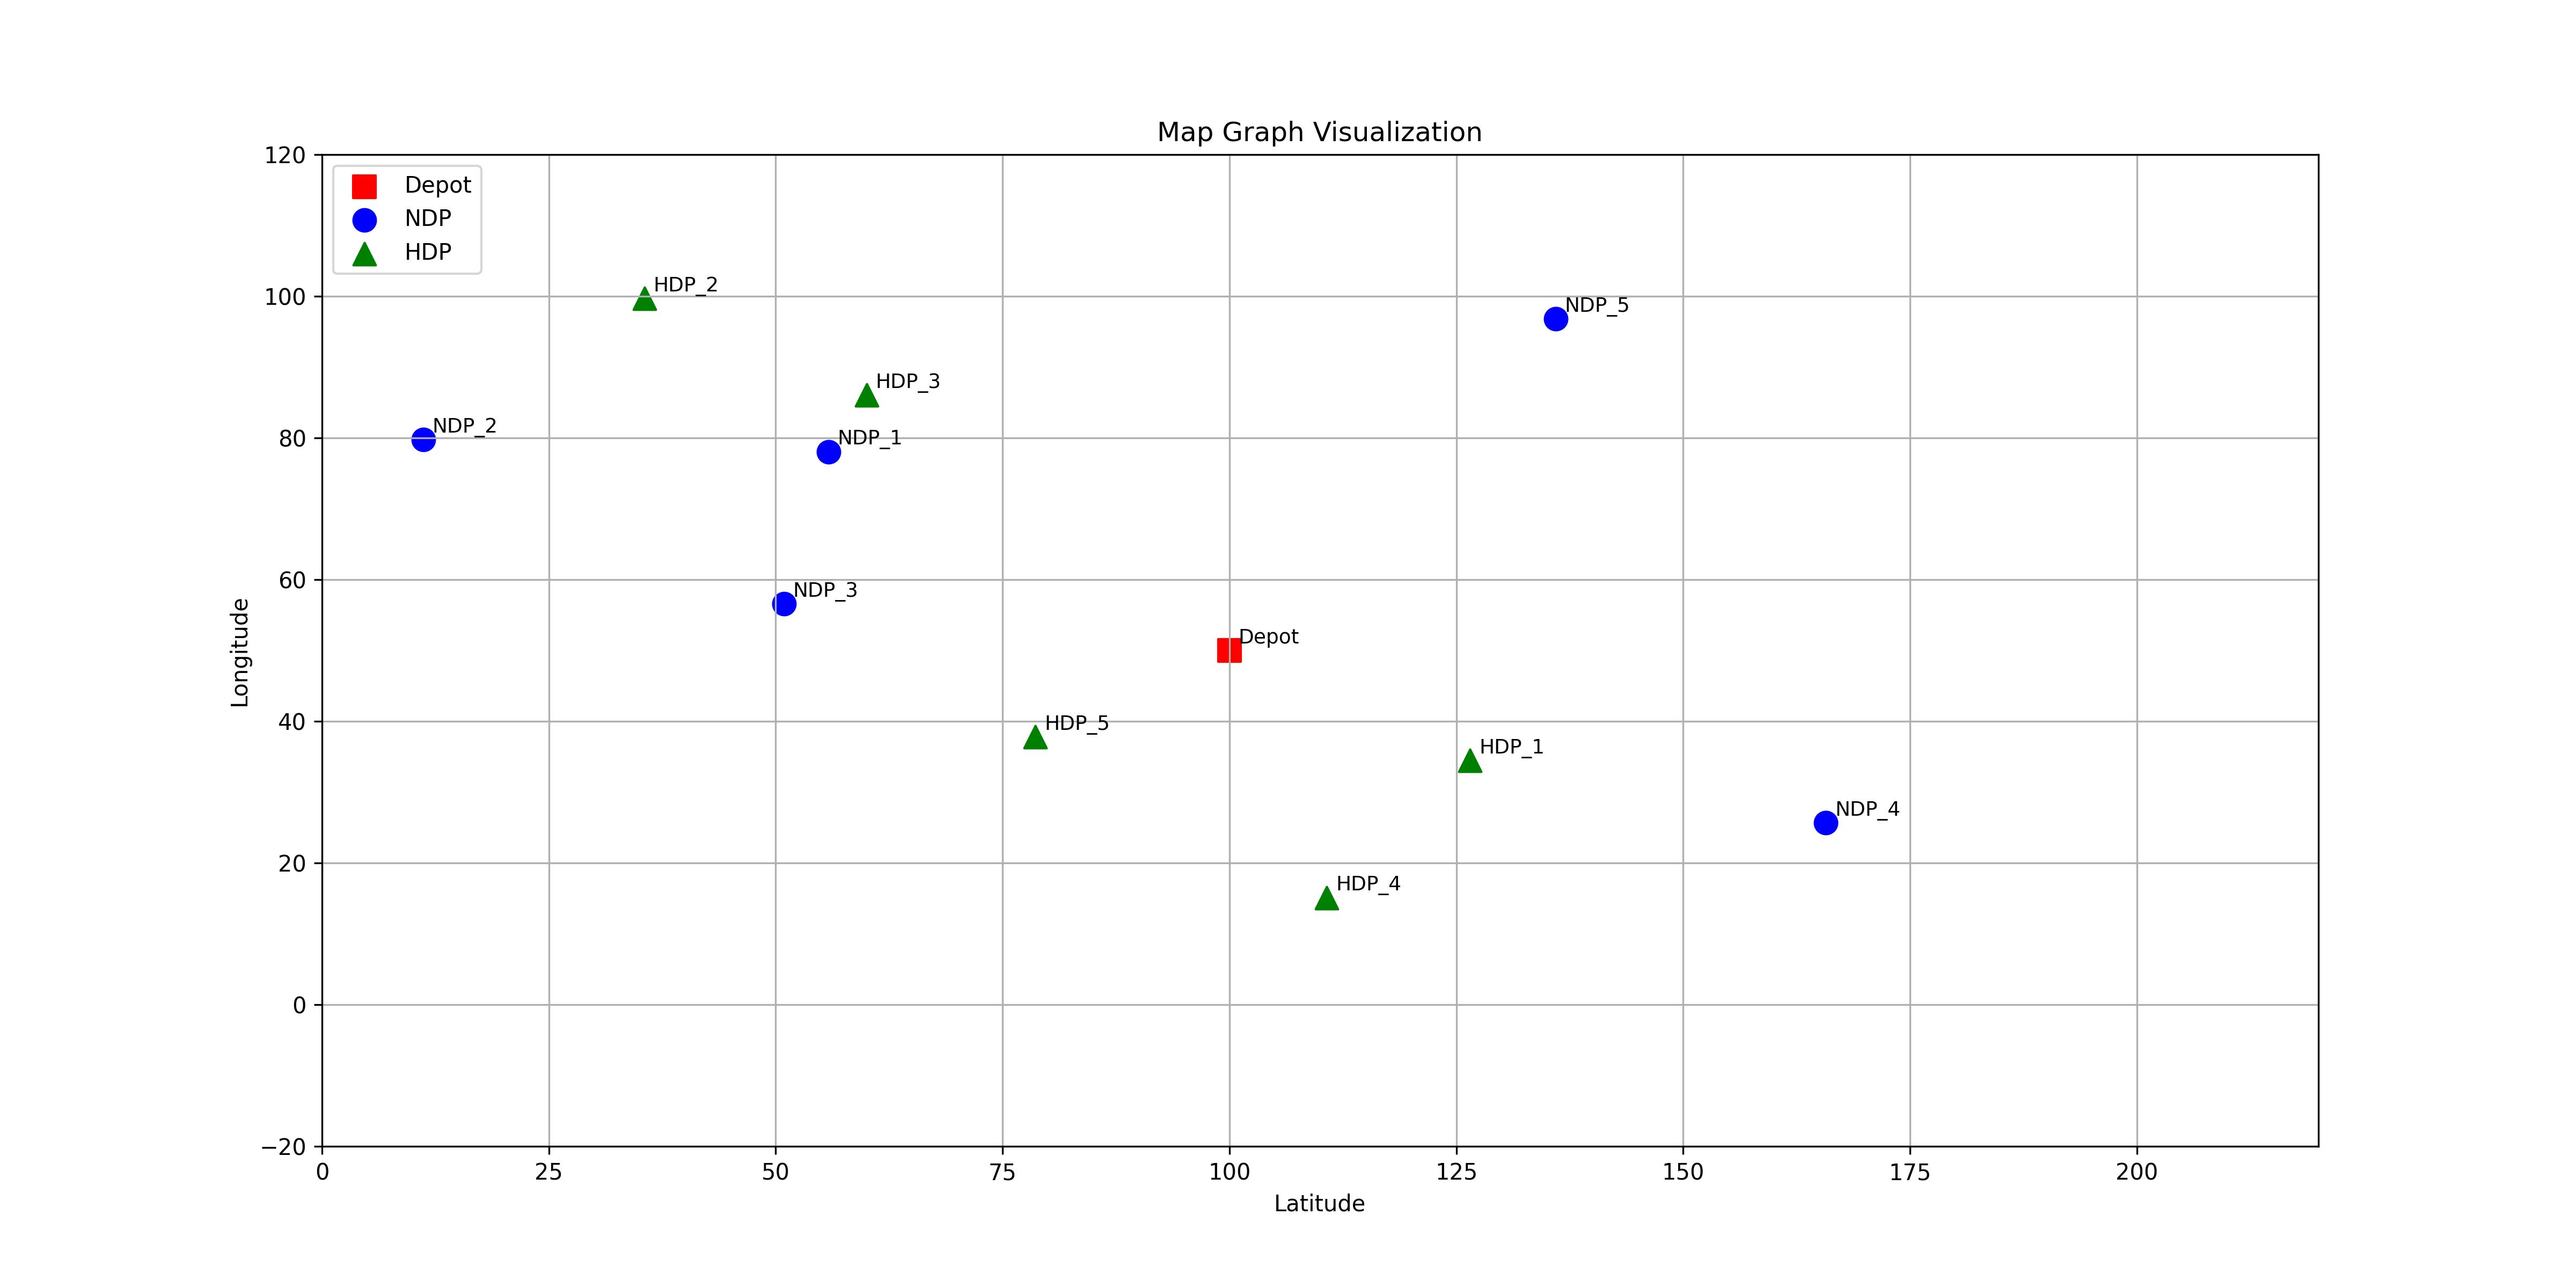 Map Graph Visualization
120
100
80
60
40
20
0
−20
Longitude
Depot
NDP
HDP
HDP_2
NDP_5
HDP_3
NDP_2
NDP_1
NDP_3
Depot
HDP_5
HDP_1
NDP_4
HDP_4
0 25 50 75 100 125 150 175 200
Latitude